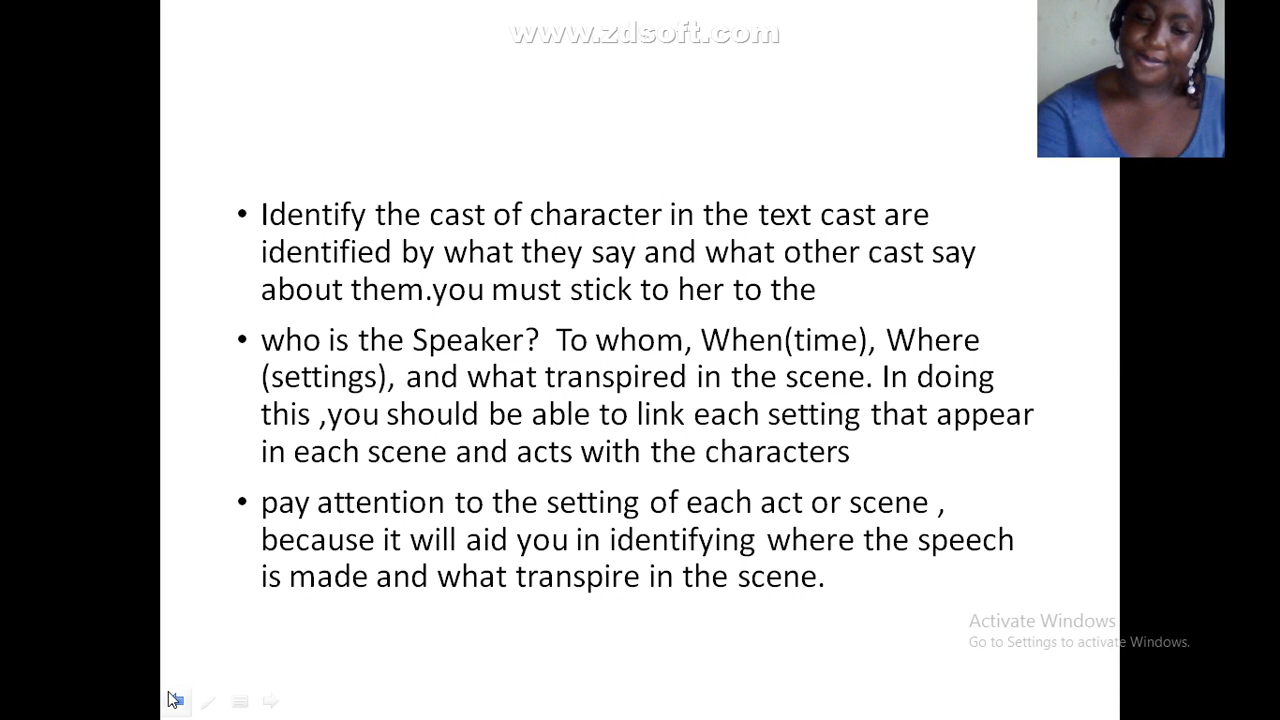 www.zdsoft.com
• Identify the cast of character in the text cast are
identified by what they say and what other cast say
about them.you must stick to her to the
• who is the Speaker?  To whom, When(time), Where
(settings), and what transpired in the scene. In doing
this ,you should be able to link each setting that appear
in each scene and acts with the characters
• pay attention to the setting of each act or scene ,
because it will aid you in identifying where the speech
is made and what transpire in the scene.
Activate Windows
Go to Settings to activate Windows.